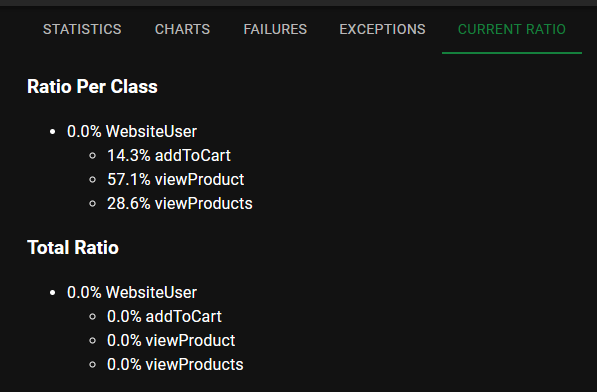 STATISTICS CHARTS FAILURES EXCEPTIONS CURRENT RATIO
Ratio Per Class
0.0% WebsiteUser
14.3% addToCart
57.1% viewProduct
28.6% viewProducts
Total Ratio
0.0% WebsiteUser
0.0% addToCart
0.0% viewProduct
0.0% viewProducts